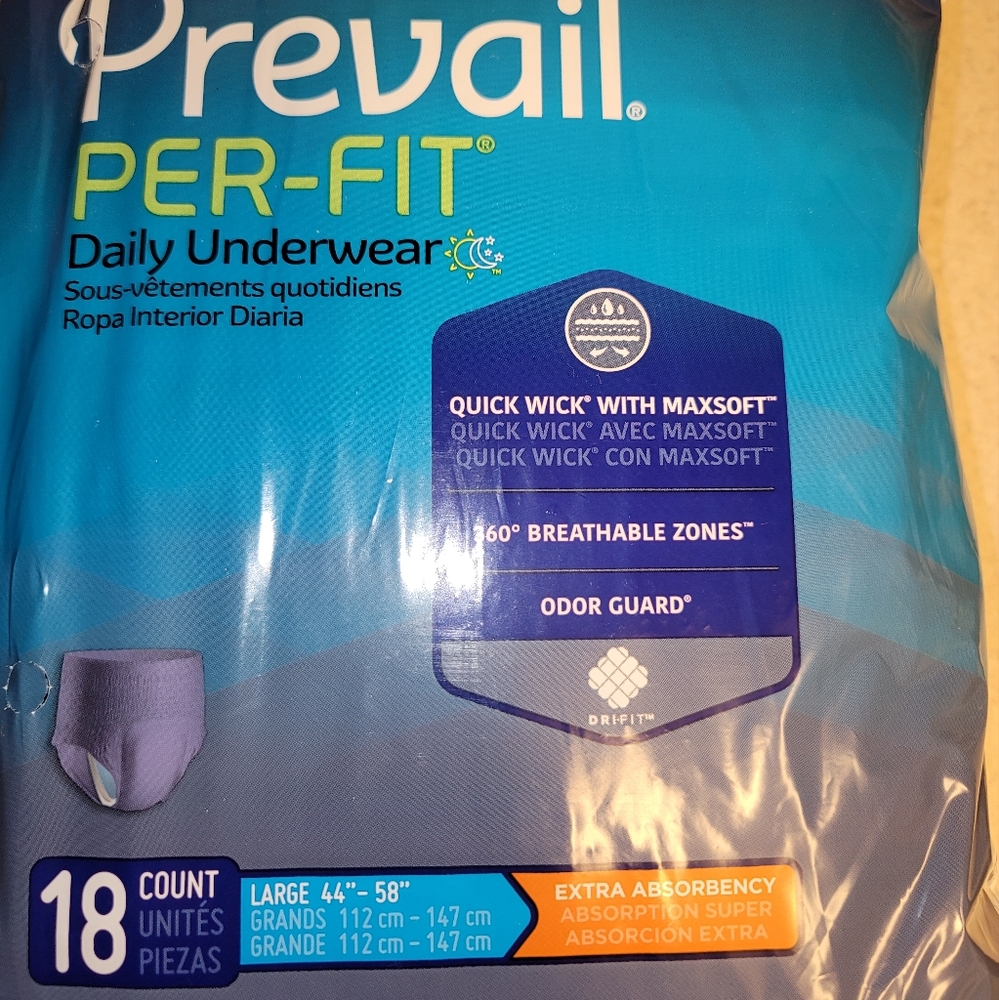 Prevail®
PER-FIT®
Daily Underwear™
Sous-vêtements quotidiens
Ropa Interior Diaria
QUICK WICK® WITH MAXSOFT™
QUICK WICK® AVEC MAXSOFT™
QUICK WICK® CON MAXSOFT™
360° BREATHABLE ZONES™
ODOR GUARD®
DRI-FIT™
18 COUNT
UNITÉS
PIEZAS
LARGE 44”- 58”
GRANDS 112 cm - 147 cm
GRANDE 112 cm - 147 cm
EXTRA ABSORBENCY
ABSORPTION SUPER
ABSORCIÓN EXTRA